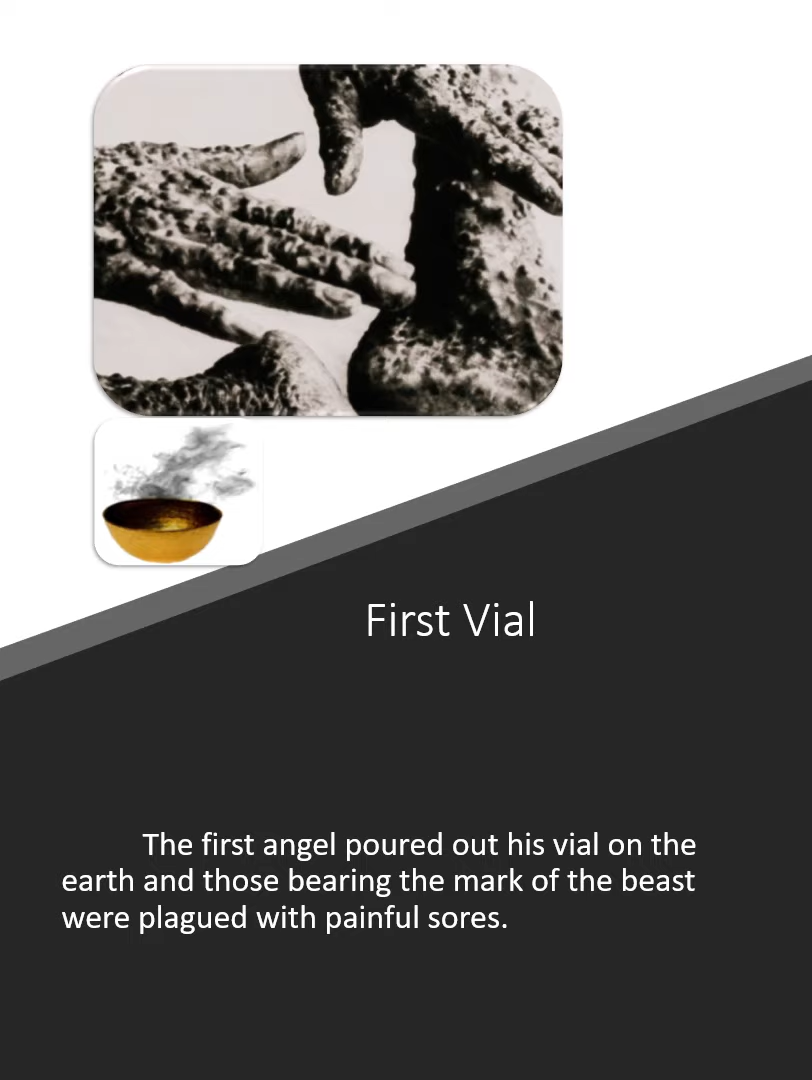 First Vial
The first angel poured out his vial on the
earth and those bearing the mark of the beast
were plagued with painful sores.